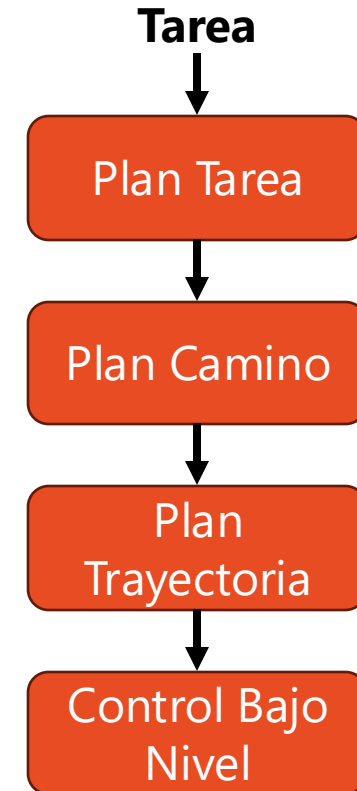 Tarea
Plan Tarea
Plan Camino
Plan
Trayectoria
Control Bajo
Nivel